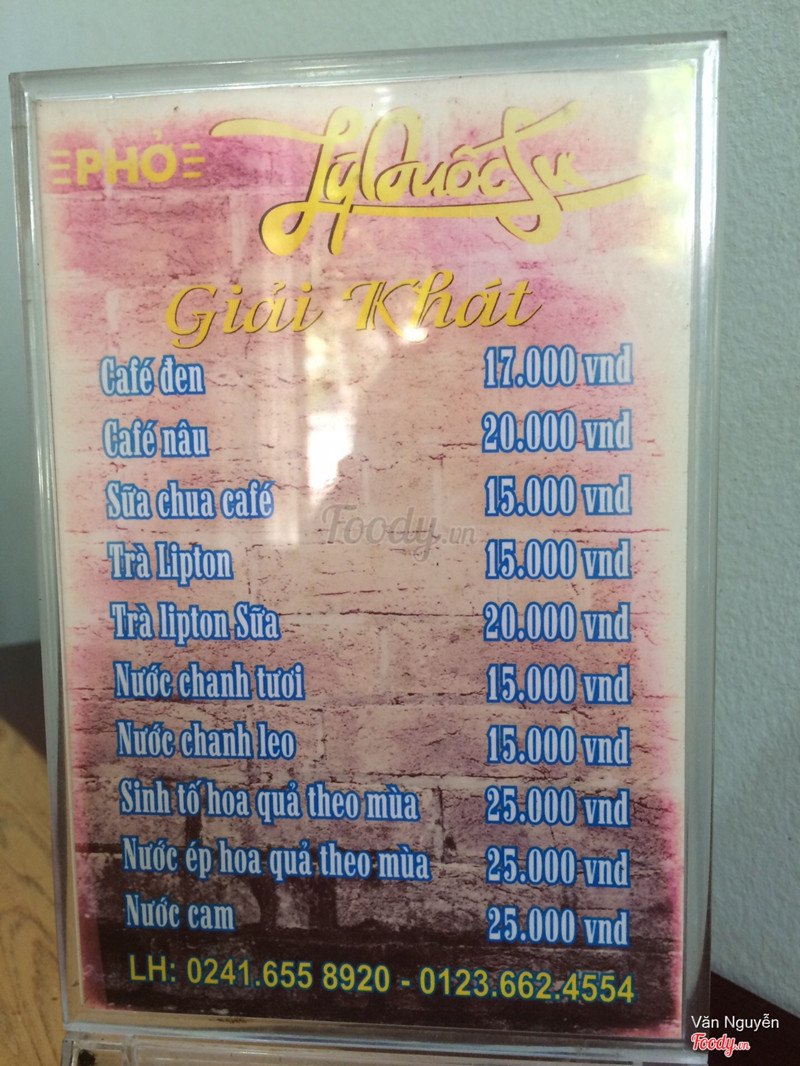 PHỞ Lý Quốc Sư
Giải Khát
Café đen 17.000 vnd
Café nâu 20.000 vnd
Sữa chua café 15.000 vnd
Foody.vn
Trà Lipton 15.000 vnd
Trà lipton Sữa 20.000 vnd
Nước chanh tươi 15.000 vnd
Nước chanh leo 15.000 vnd
Sinh tố hoa quả theo mùa 25.000 vnd
Nước ép hoa quả theo mùa 25.000 vnd
Nước cam 25.000 vnd
LH: 0241.655 8920 - 0123.662.4554
Văn Nguyễn
Foody.vn